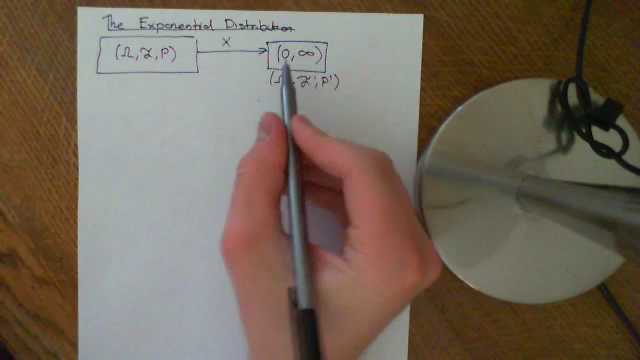 The Exponential Distribution
X
(Ω, ℱ, P) (0, ∞)
(Ω', ℱ', P')